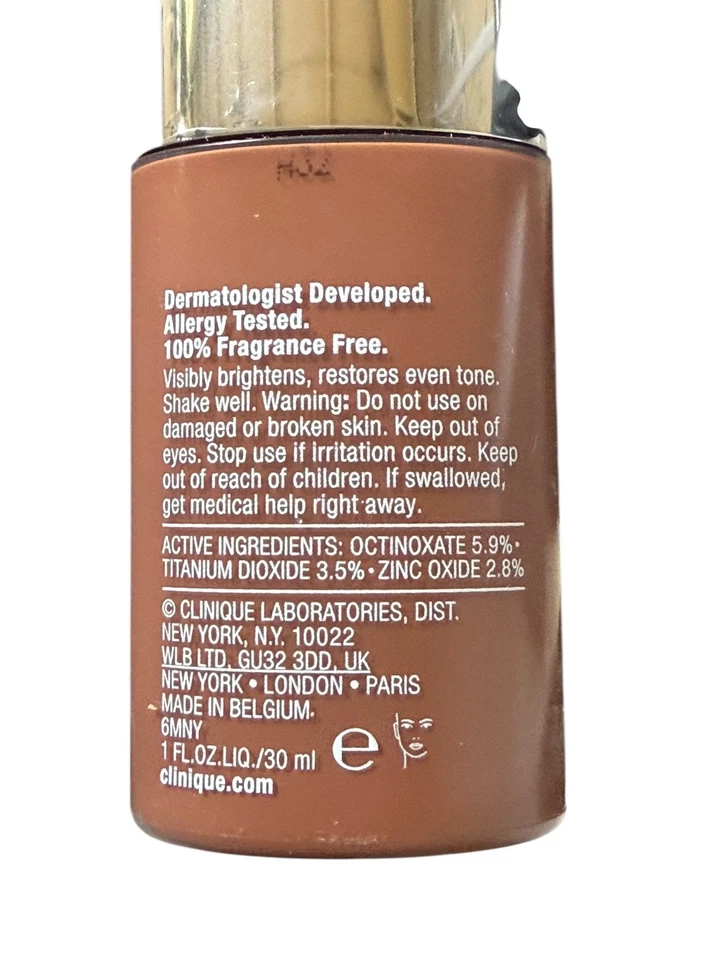 Dermatologist Developed.
Allergy Tested.
100% Fragrance Free.
Visibly brightens, restores even tone.
Shake well. Warning: Do not use on
damaged or broken skin. Keep out of
eyes. Stop use if irritation occurs. Keep
out of reach of children. If swallowed,
get medical help right away.
ACTIVE INGREDIENTS: OCTINOXATE 5.9% •
TITANIUM DIOXIDE 3.5% • ZINC OXIDE 2.8%
© CLINIQUE LABORATORIES, DIST.
NEW YORK, N.Y. 10022
WLB LTD, GU32 3DD, UK
NEW YORK • LONDON • PARIS
MADE IN BELGIUM.
6MNY
1 FL.OZ.LIQ./30 ml e
clinique.com